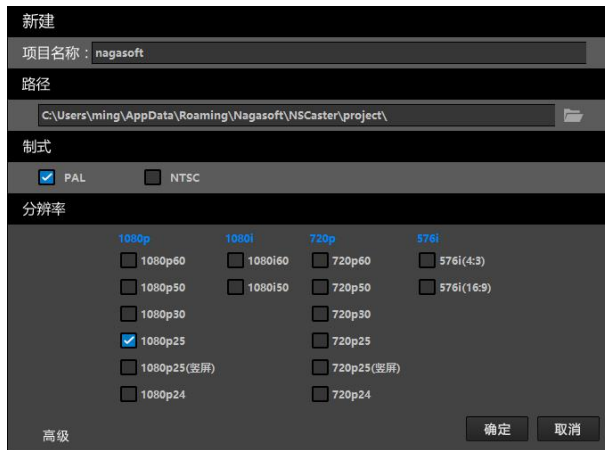 新建
项目名称：nagasoft
路径
C:\Users\ming\AppData\Roaming\Nagasoft\NSCaster\project\
制式
PAL NTSC
分辨率
1080p 1080i 720p 576i
1080p60 1080i60 720p60 576i(4:3)
1080p50 1080i50 720p50 576i(16:9)
1080p30 720p30
1080p25 720p25
1080p25(竖屏) 720p25(竖屏)
1080p24 720p24
高级 确定 取消